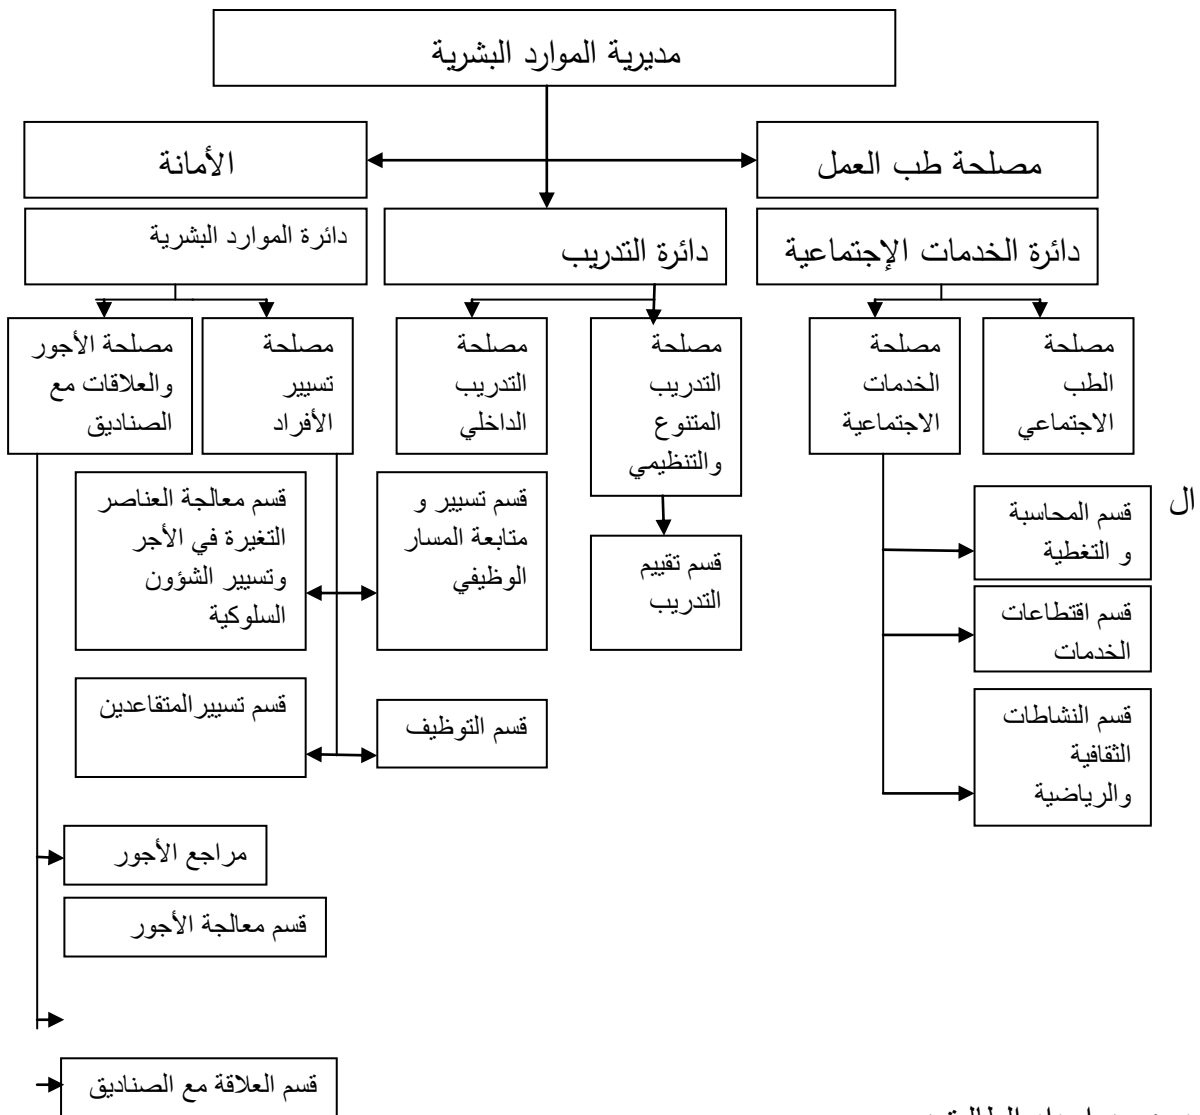 مديرية الموارد البشرية
مصلحة طب العمل
الأمانة
دائرة الخدمات الإجتماعية
دائرة التدريب
دائرة الموارد البشرية
مصلحة
الطب
الاجتماعي
مصلحة
الخدمات
الاجتماعية
مصلحة
التدريب
المتنوع
والتنظيمي
مصلحة
التدريب
الداخلي
مصلحة
تسيير
الأفراد
مصلحة الأجور
والعلاقات مع
الصناديق
ال
قسم المحاسبة
و التغطية
قسم اقتطاعات
الخدمات
قسم النشاطات
الثقافية
والرياضية
قسم تقييم
التدريب
قسم تسيير و
متابعة المسار
الوظيفي
قسم معالجة العناصر
التغيرة في الأجر
وتسيير الشؤون
السلوكية
قسم التوظيف
قسم تسييرالمتقاعدين
مراجع الأجور
قسم معالجة الأجور
قسم العلاقة مع الصناديق